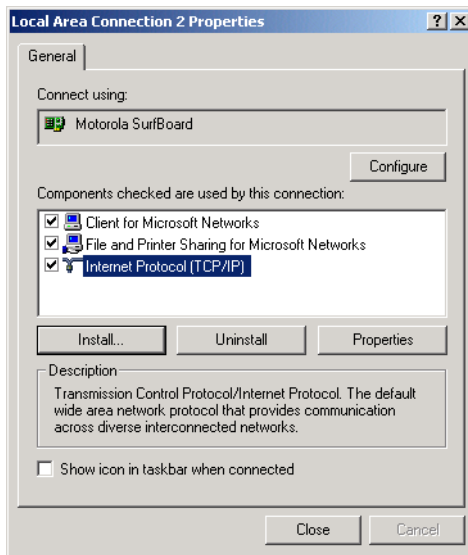 Local Area Connection 2 Properties
General
Connect using:
Motorola SurfBoard
Configure
Components checked are used by this connection:
Client for Microsoft Networks
File and Printer Sharing for Microsoft Networks
Internet Protocol (TCP/IP)
Install... Uninstall Properties
Description
Transmission Control Protocol/Internet Protocol. The default
wide area network protocol that provides communication
across diverse interconnected networks.
Show icon in taskbar when connected
Close Cancel